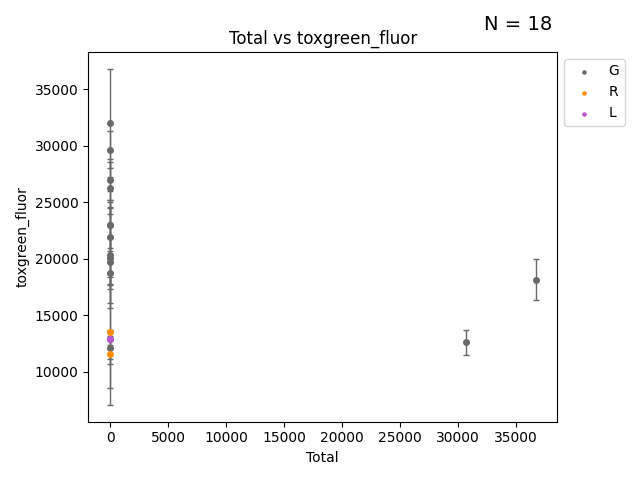 N = 18
Total vs toxgreen_fluor
G
R
L
35000
30000
25000
20000
15000
10000
toxgreen_fluor
0 5000 10000 15000 20000 25000 30000 35000
Total